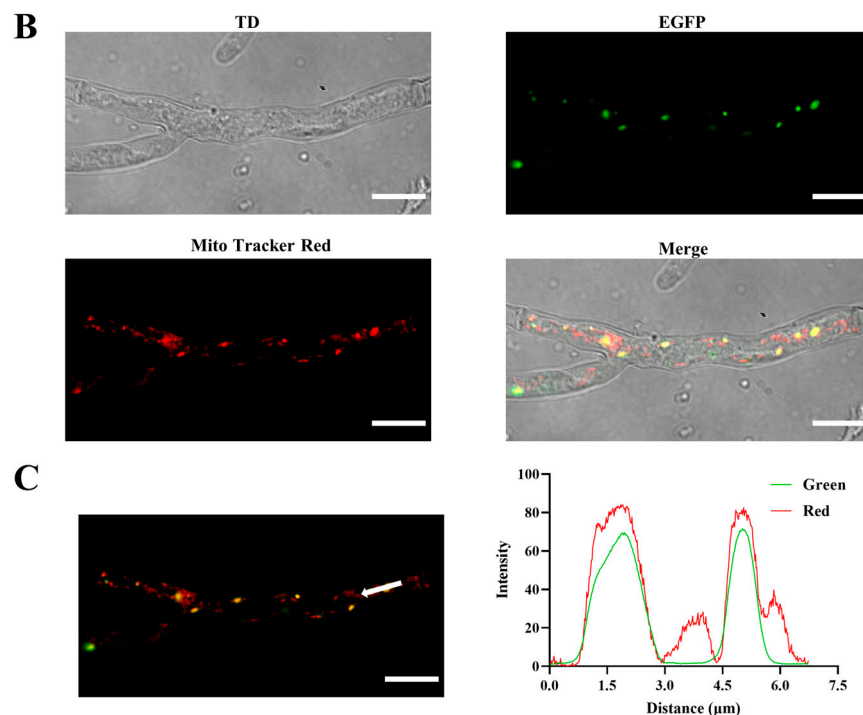 B
TD
EGFP
Mito Tracker Red
Merge
C
100
80
60
40
20
0
Intensity
Green
Red
0.0 1.5 3.0 4.5 6.0 7.5
Distance (μm)